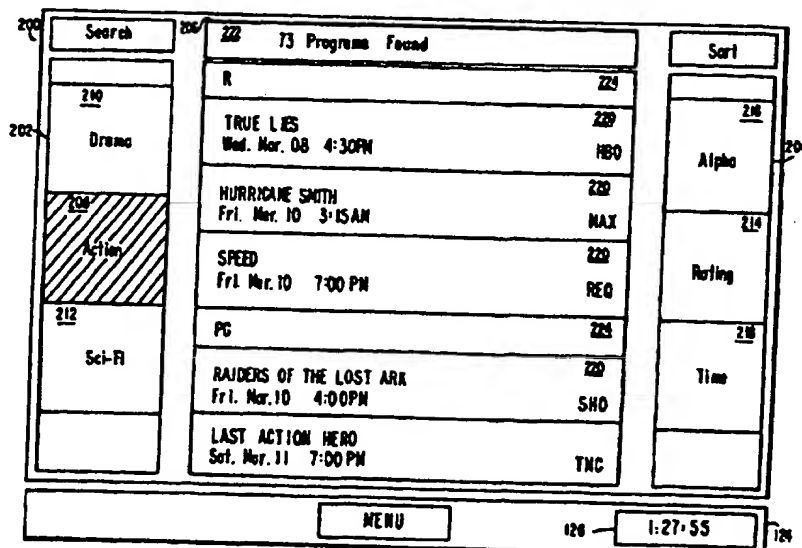 200
Search
206
222 73 Programs Found
Sort
R 224
210
Drama
202
TRUE LIES 220
Wed. Mar. 08 4:30PM HBO
216
Alpha
20
208
Action
HURRICANE SMITH 220
Fri. Mar. 10 3:15AM MAX
214
Rating
SPEED 220
Fri. Mar. 10 7:00 PM REQ
212
Sci-Fi
PG 224
218
Time
RAIDERS OF THE LOST ARK 220
Fri. Mar. 10 4:00PM SHO
LAST ACTION HERO
Sat. Mar. 11 7:00 PM TMC
MENU
126
1:27:55
124